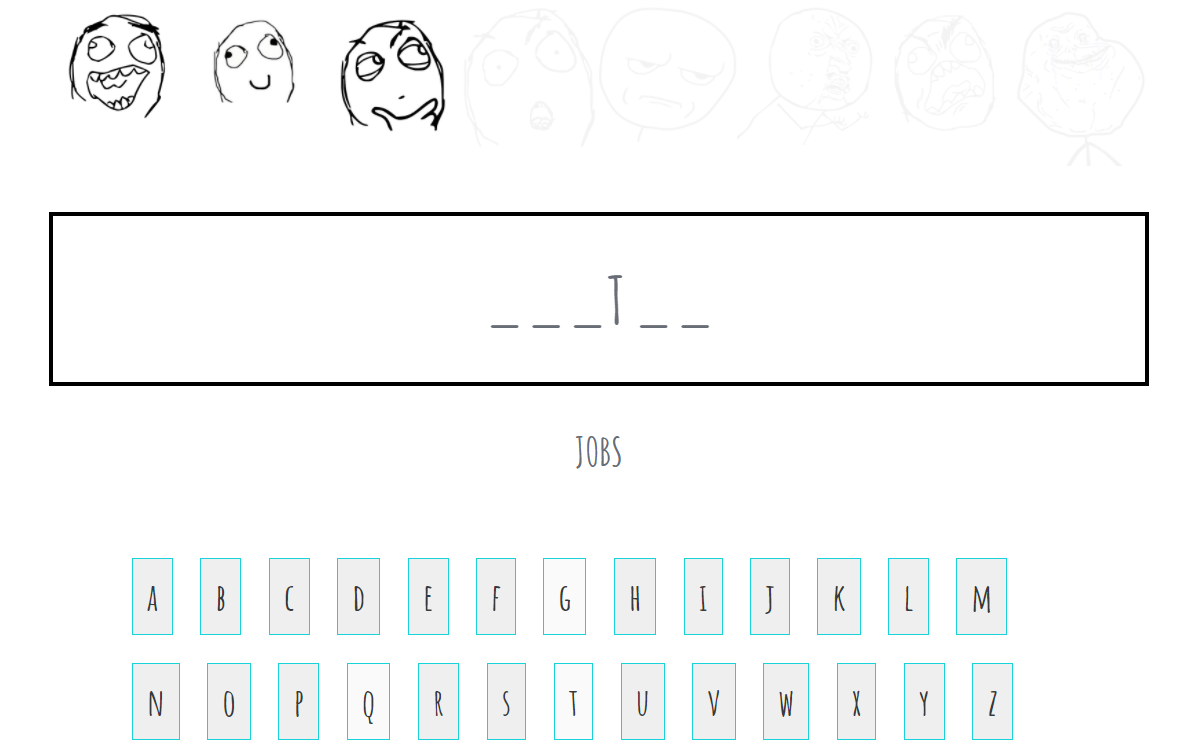 _ _ _ T _ _
JOBS
A B C D E F G H I J K L M
N O P Q R S T U V W X Y Z